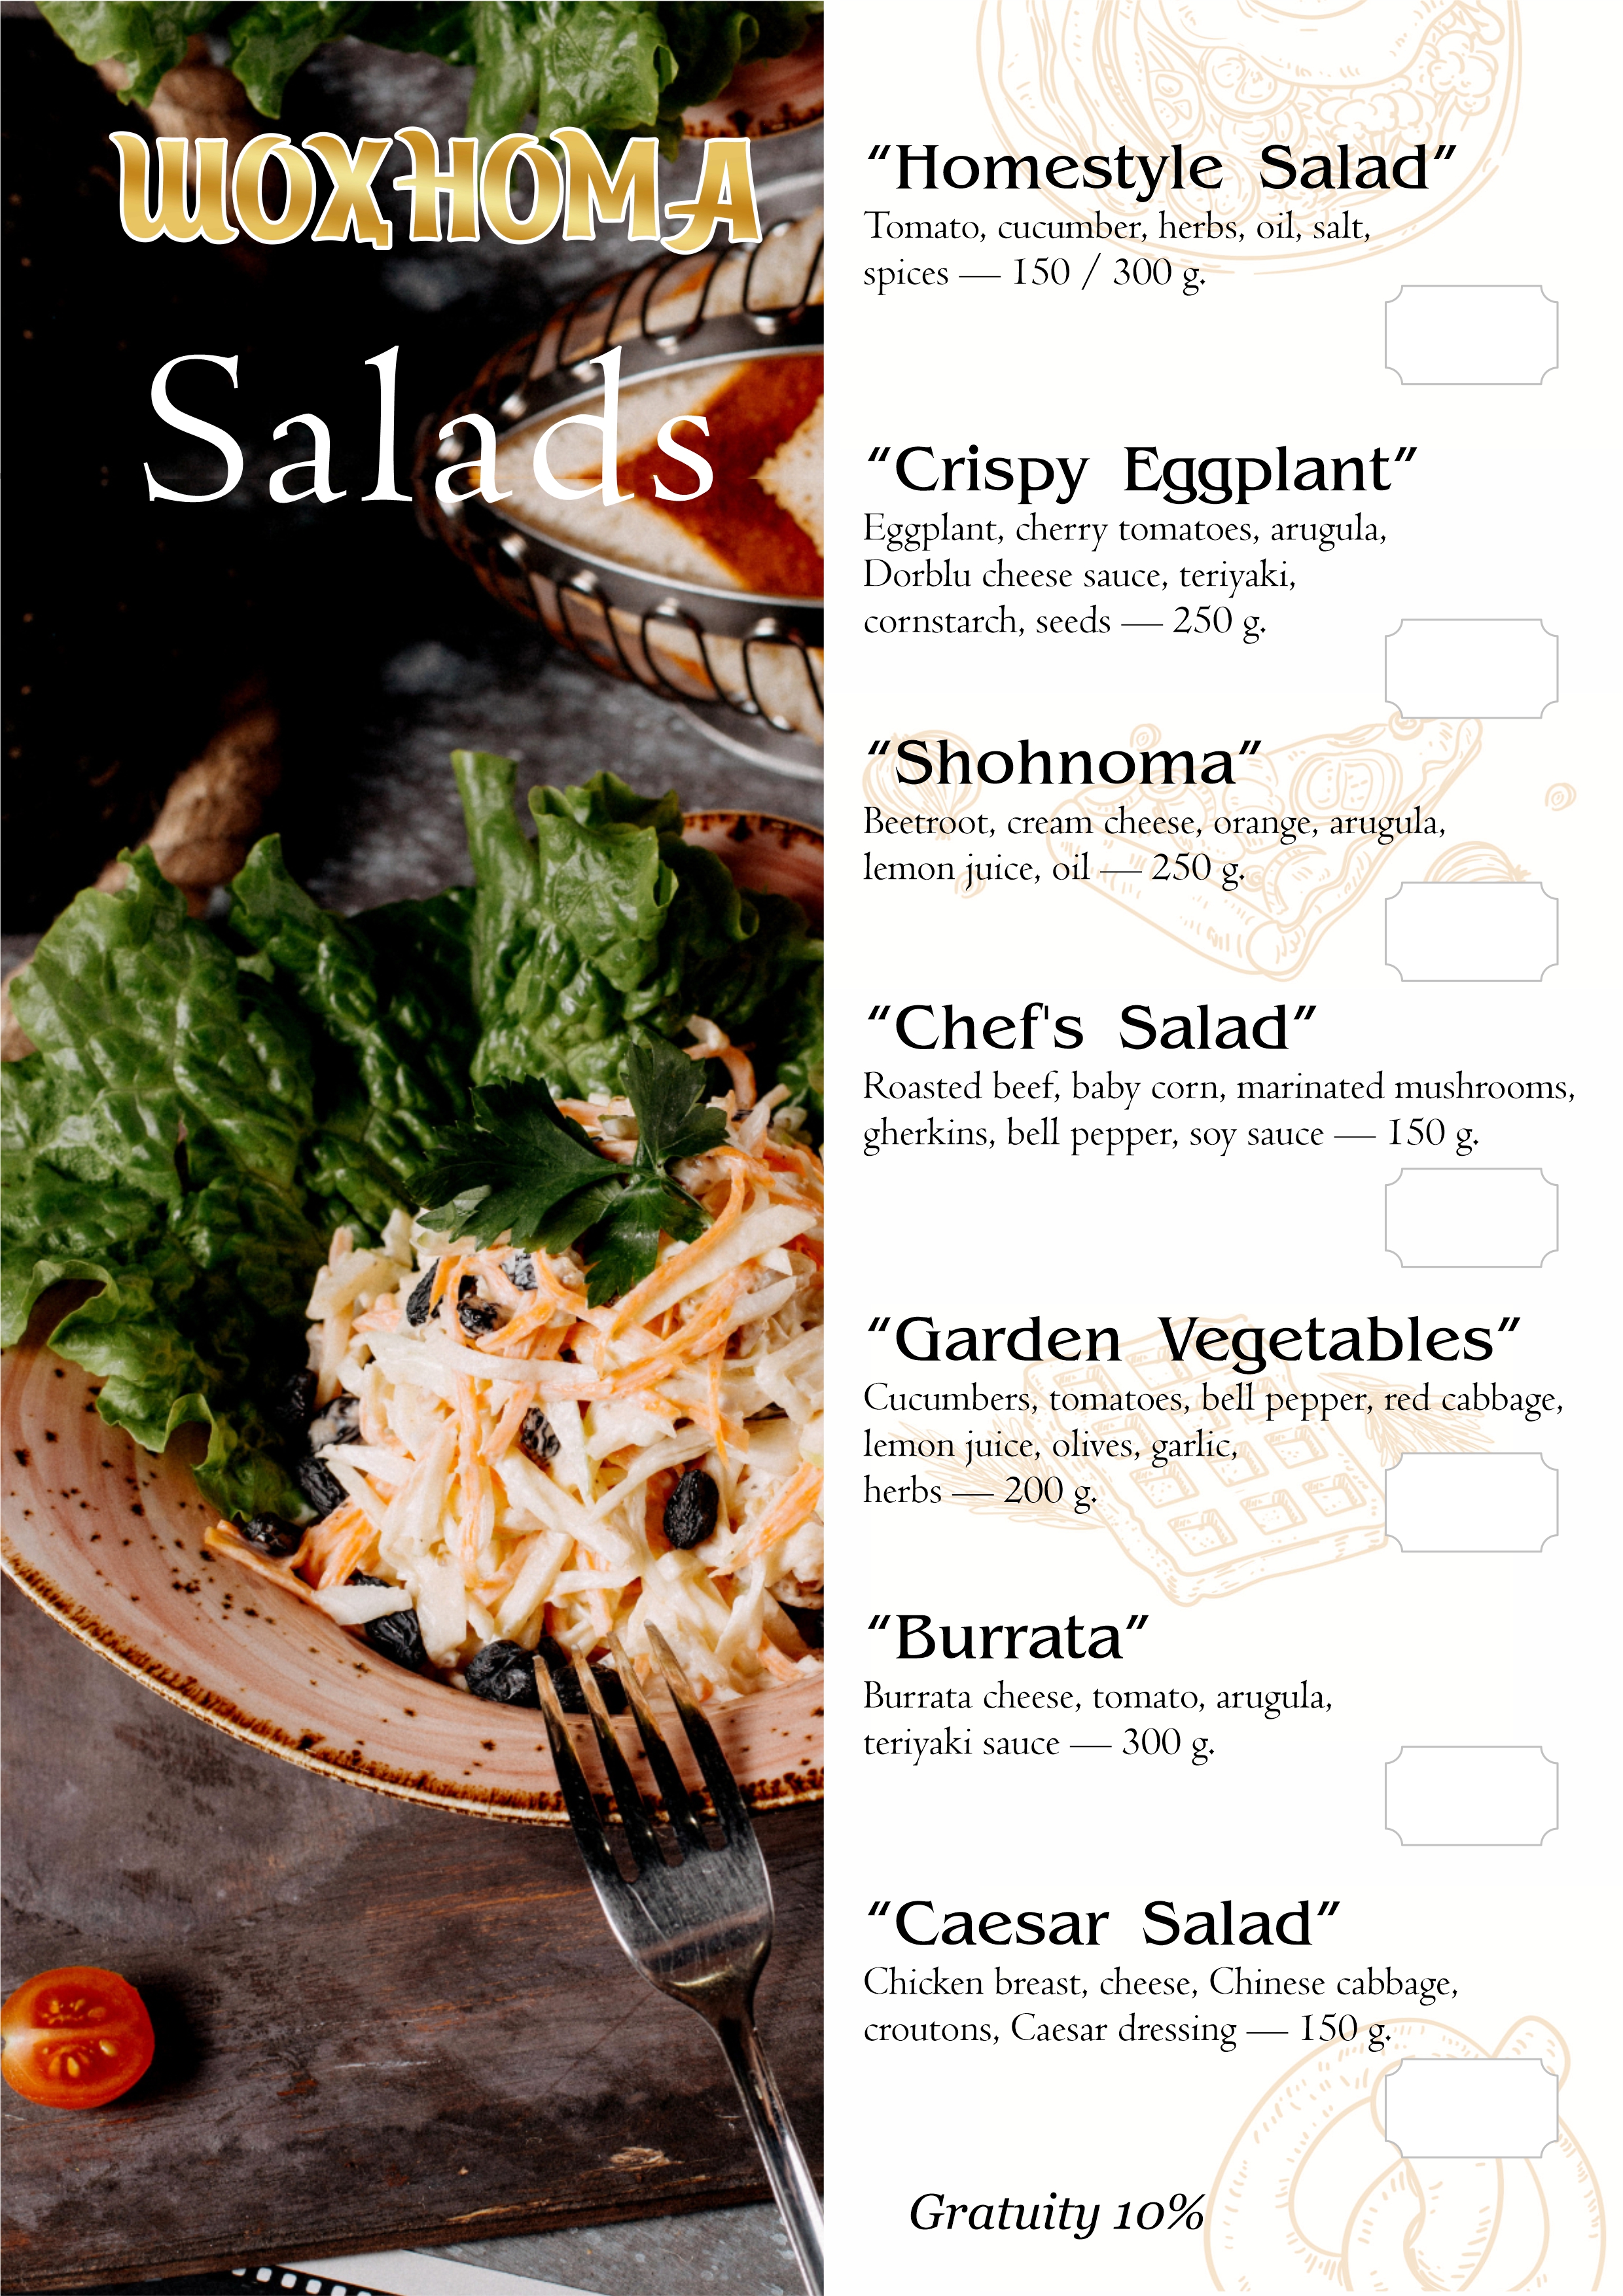 ШОҲНОМА
Salads
“Homestyle Salad”
Tomato, cucumber, herbs, oil, salt,
spices — 150 / 300 g.
“Crispy Eggplant”
Eggplant, cherry tomatoes, arugula,
Dorblu cheese sauce, teriyaki,
cornstarch, seeds — 250 g.
“Shohnoma”
Beetroot, cream cheese, orange, arugula,
lemon juice, oil — 250 g.
“Chef's Salad”
Roasted beef, baby corn, marinated mushrooms,
gherkins, bell pepper, soy sauce — 150 g.
“Garden Vegetables”
Cucumbers, tomatoes, bell pepper, red cabbage,
lemon juice, olives, garlic,
herbs — 200 g.
“Burrata”
Burrata cheese, tomato, arugula,
teriyaki sauce — 300 g.
“Caesar Salad”
Chicken breast, cheese, Chinese cabbage,
croutons, Caesar dressing — 150 g.
Gratuity 10%